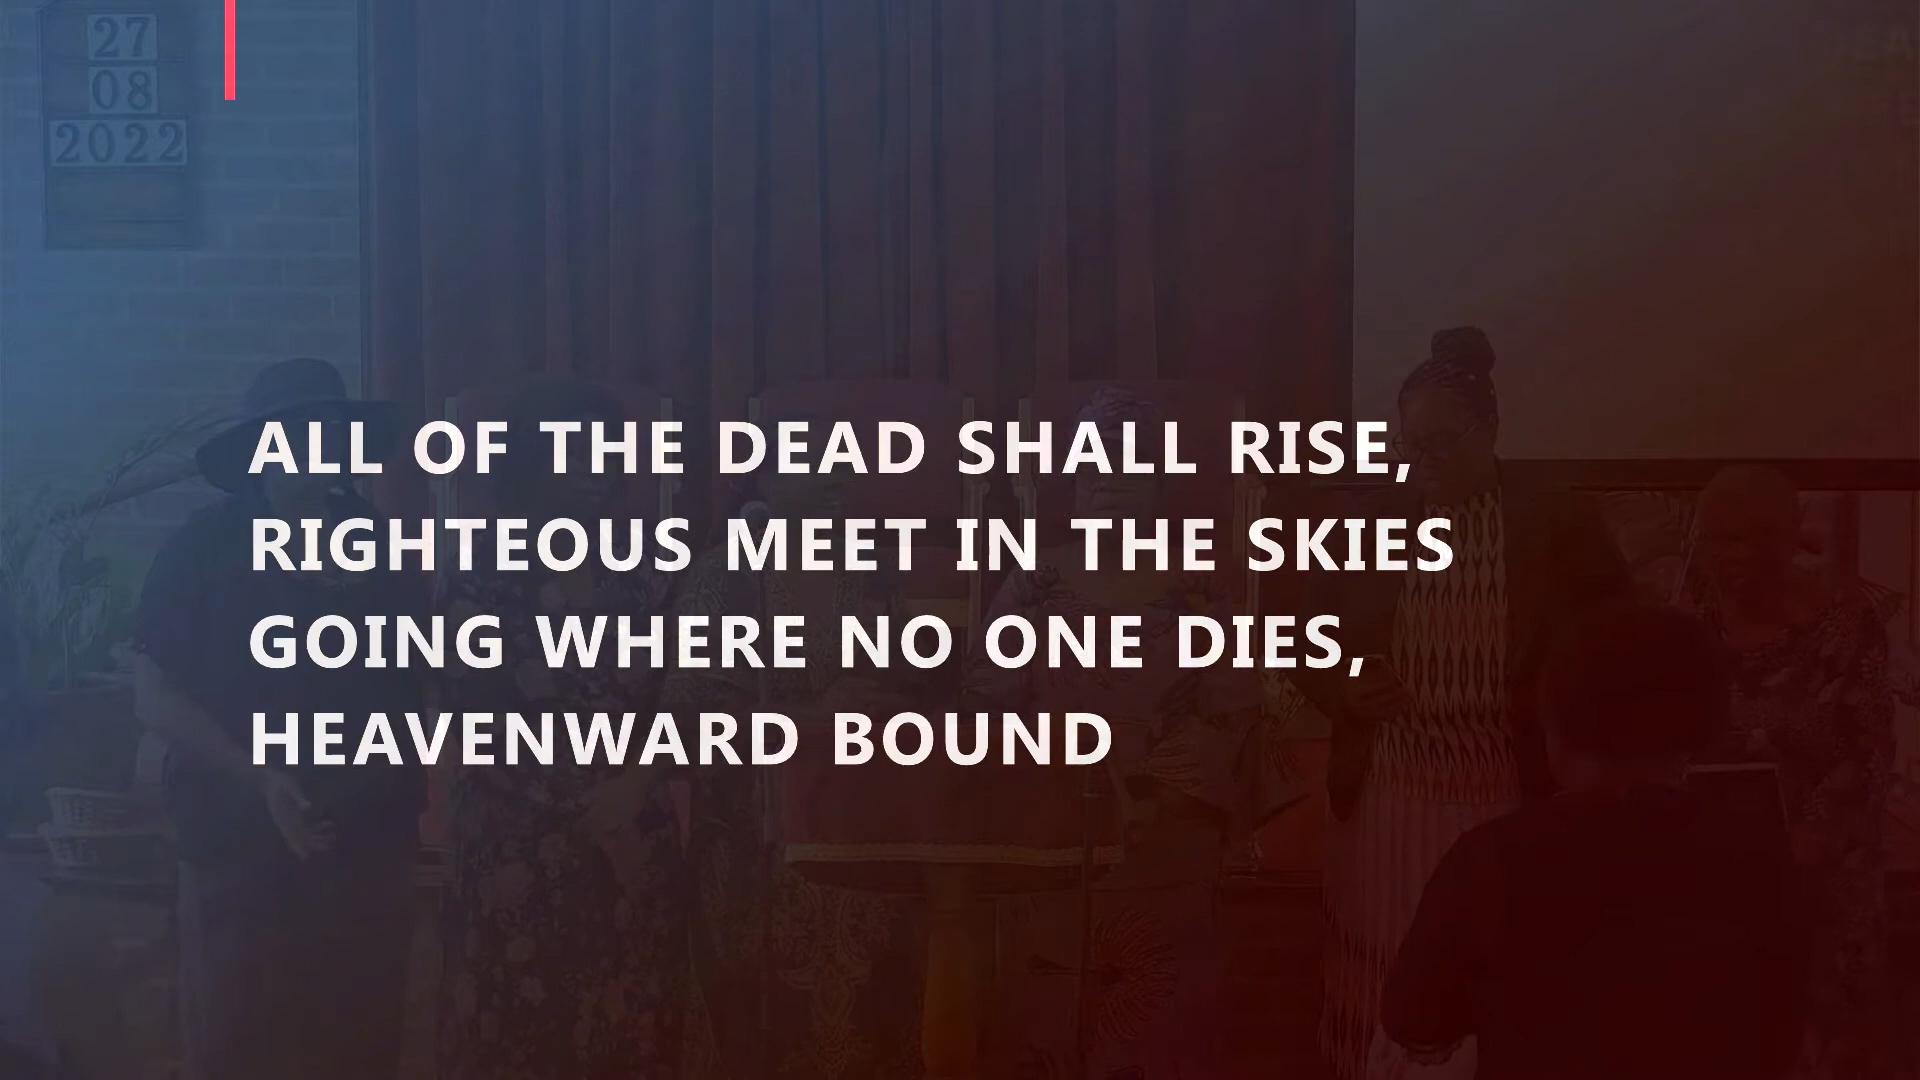 27
08
2022
ALL OF THE DEAD SHALL RISE,
RIGHTEOUS MEET IN THE SKIES
GOING WHERE NO ONE DIES,
HEAVENWARD BOUND